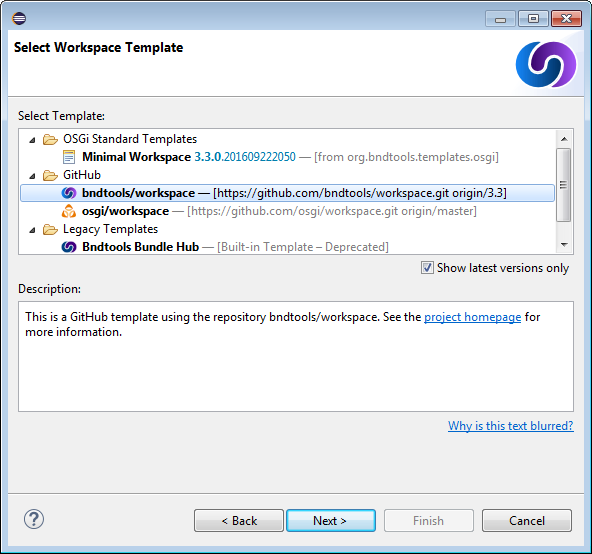 Select Workspace Template
Select Template:
OSGi Standard Templates
Minimal Workspace 3.3.0.201609222050 — [from org.bndtools.templates.osgi]
GitHub
bndtools/workspace — [https://github.com/bndtools/workspace.git origin/3.3]
osgi/workspace — [https://github.com/osgi/workspace.git origin/master]
Legacy Templates
Bndtools Bundle Hub — [Built-in Template – Deprecated]
Show latest versions only
Description:
This is a GitHub template using the repository bndtools/workspace. See the project homepage for
more information.
Why is this text blurred?
?
< Back
Next >
Finish
Cancel